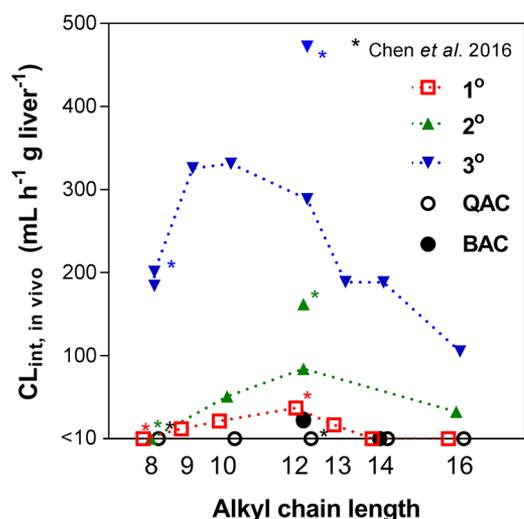 500
* Chen et al. 2016
1°
400
2°
3°
300
QAC
BAC
200
100
<10
8 9 10 12 13 14 16
CLint, in vivo (mL h⁻¹ g liver⁻¹)
Alkyl chain length
* * * * * * *